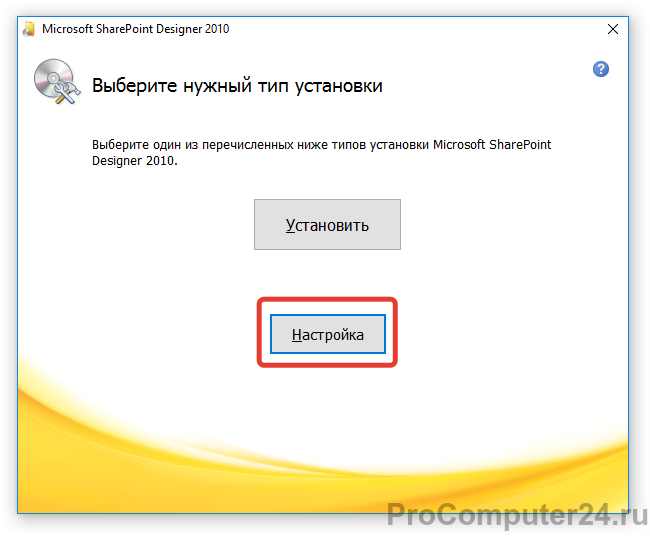 Microsoft SharePoint Designer 2010
Выберите нужный тип установки
?
Выберите один из перечисленных ниже типов установки Microsoft SharePoint
Designer 2010.
Установить
Настройка
ProComputer24.ru